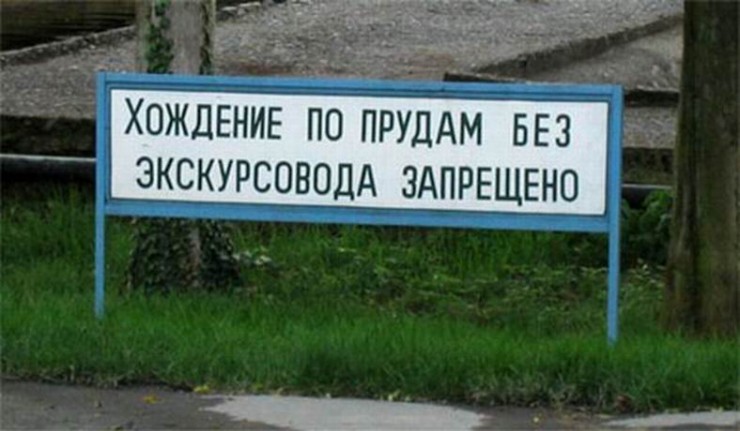 Хождение по прудам без
экскурсовода запрещено